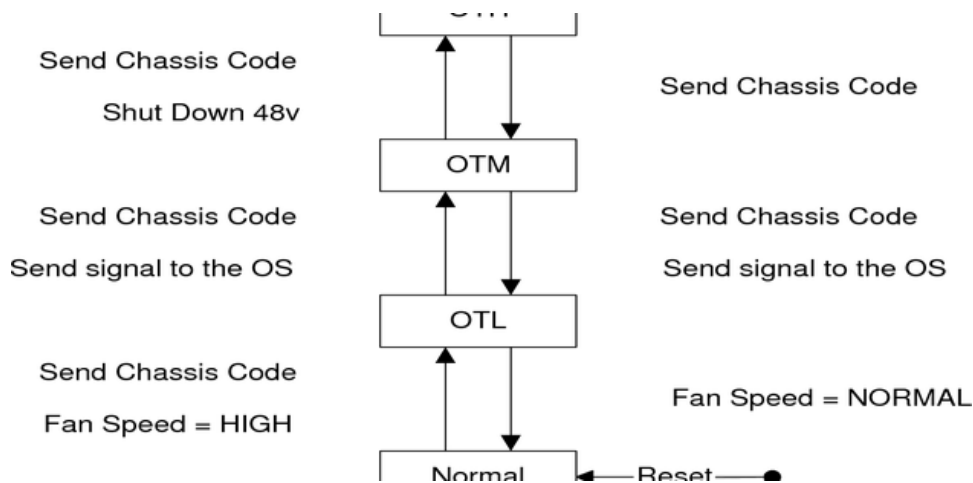 Send Chassis Code
Shut Down 48v
Send Chassis Code
OTM
Send Chassis Code
Send signal to the OS
Send Chassis Code
Send signal to the OS
OTL
Send Chassis Code
Fan Speed = HIGH
Fan Speed = NORMAL
Normal
Reset